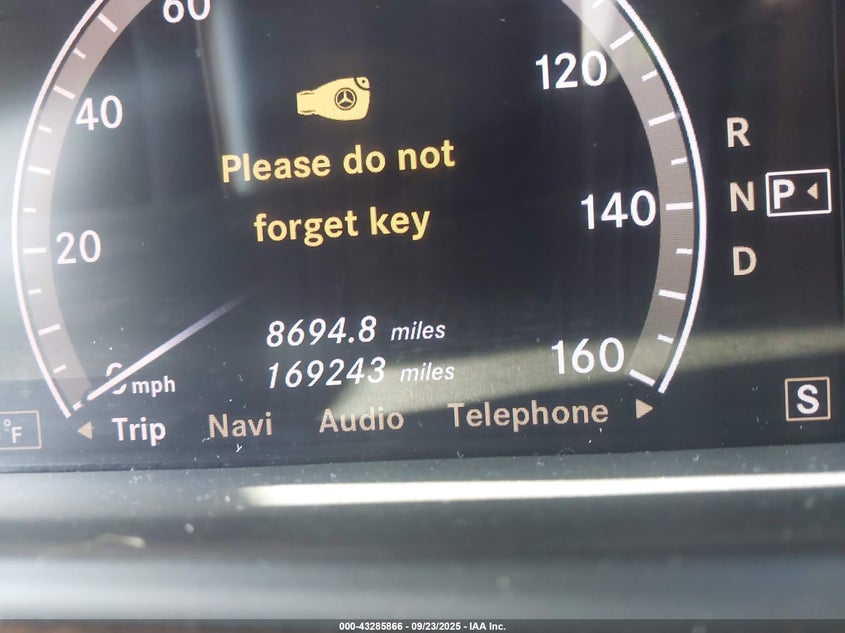 60
120
40
R
Please do not
N P
140
forget key
20
D
8694.8 miles
160
169243 miles
mph
S
°F
Trip Navi Audio Telephone
000-43285866 - 09/23/2025 - IAA Inc.